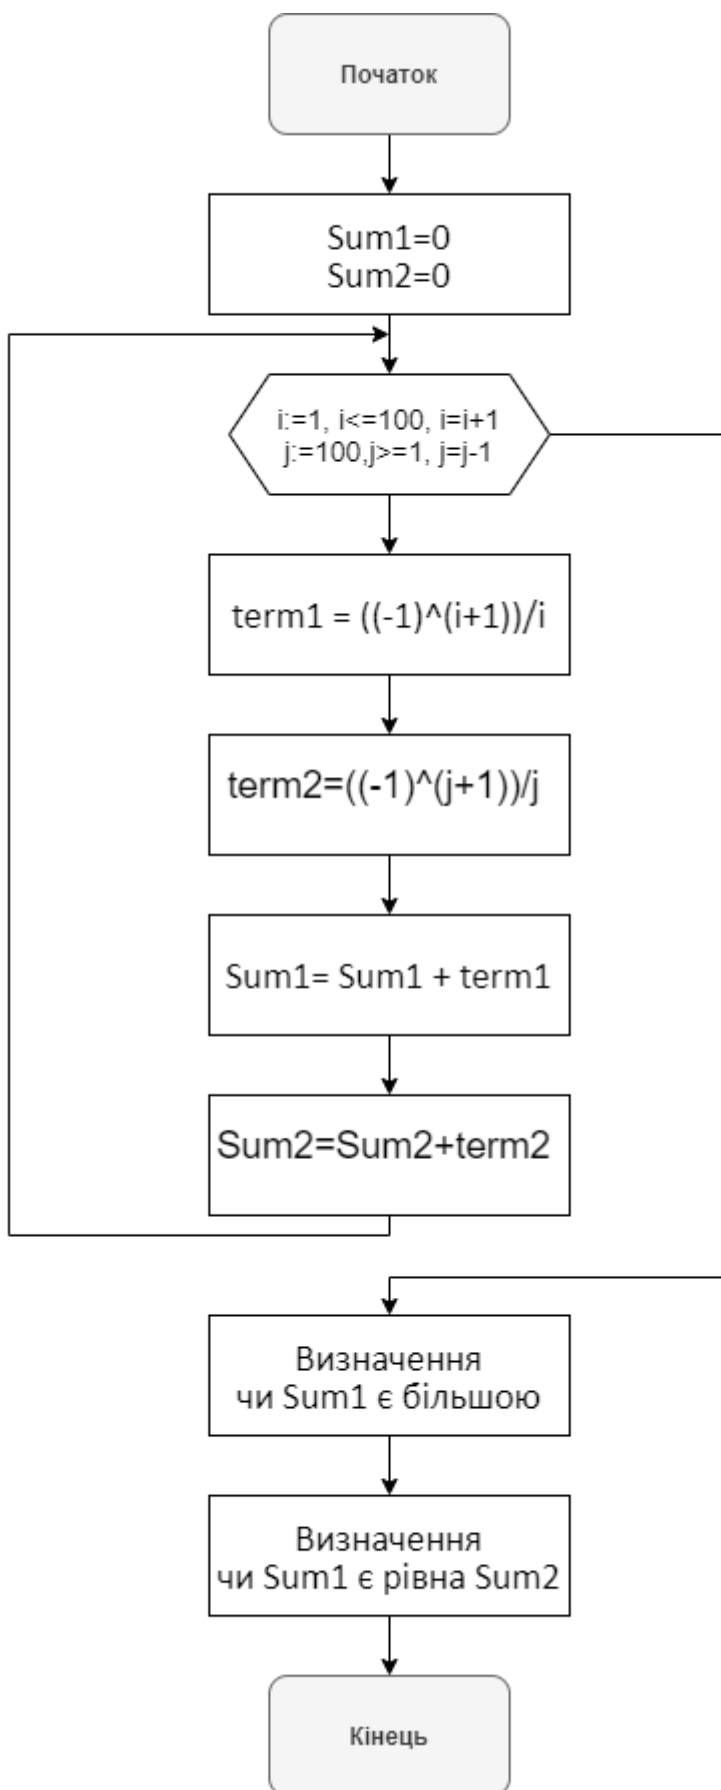 Початок
Sum1=0
Sum2=0
i:=1, i<=100, i=i+1
j:=100,j>=1, j=j-1
term1 = ((-1)^(i+1))/i
term2=((-1)^(j+1))/j
Sum1= Sum1 + term1
Sum2=Sum2+term2
Визначення
чи Sum1 є більшою
Визначення
чи Sum1 є рівна Sum2
Кінець